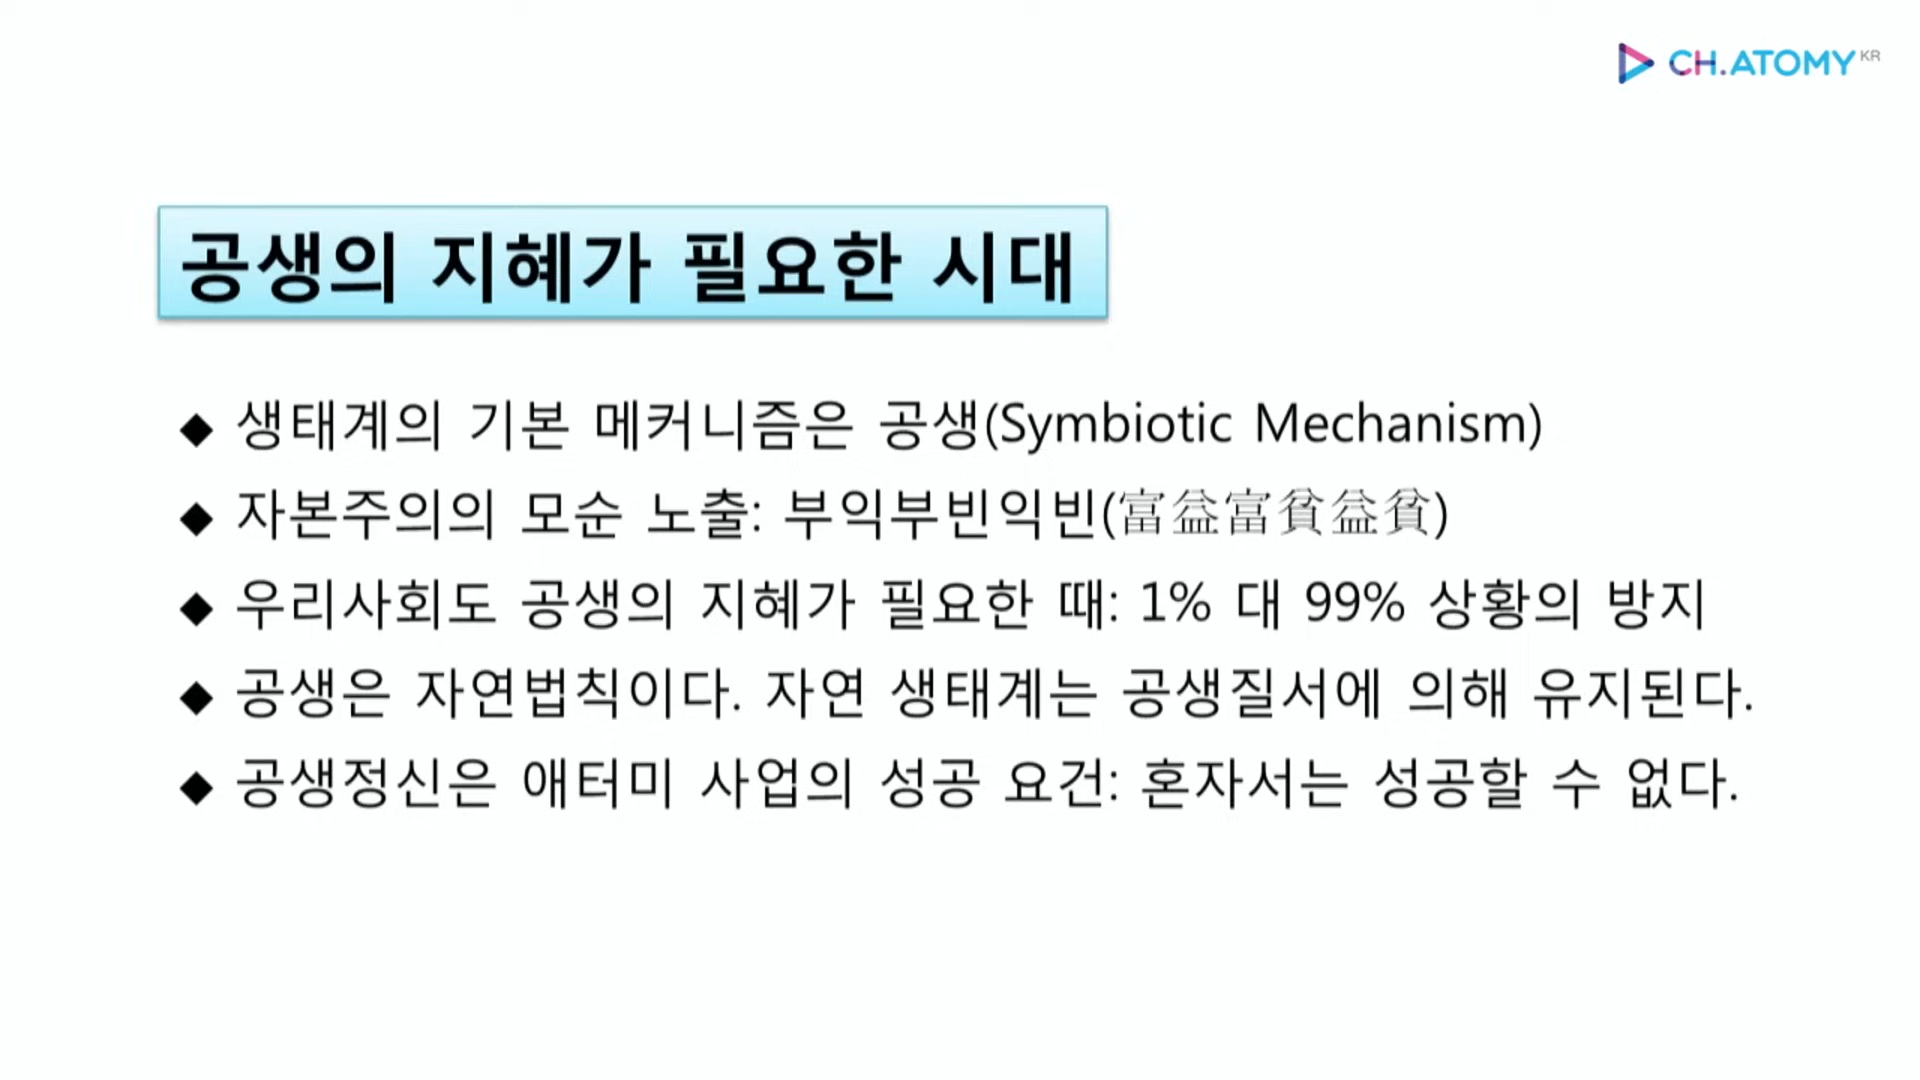 CH.ATOMY KR
공생의 지혜가 필요한 시대
◆ 생태계의 기본 메커니즘은 공생(Symbiotic Mechanism)
◆ 자본주의의 모순 노출: 부익부빈익빈(富益富貧益貧)
◆ 우리사회도 공생의 지혜가 필요한 때: 1% 대 99% 상황의 방지
◆ 공생은 자연법칙이다. 자연 생태계는 공생질서에 의해 유지된다.
◆ 공생정신은 애터미 사업의 성공 요건: 혼자서는 성공할 수 없다.